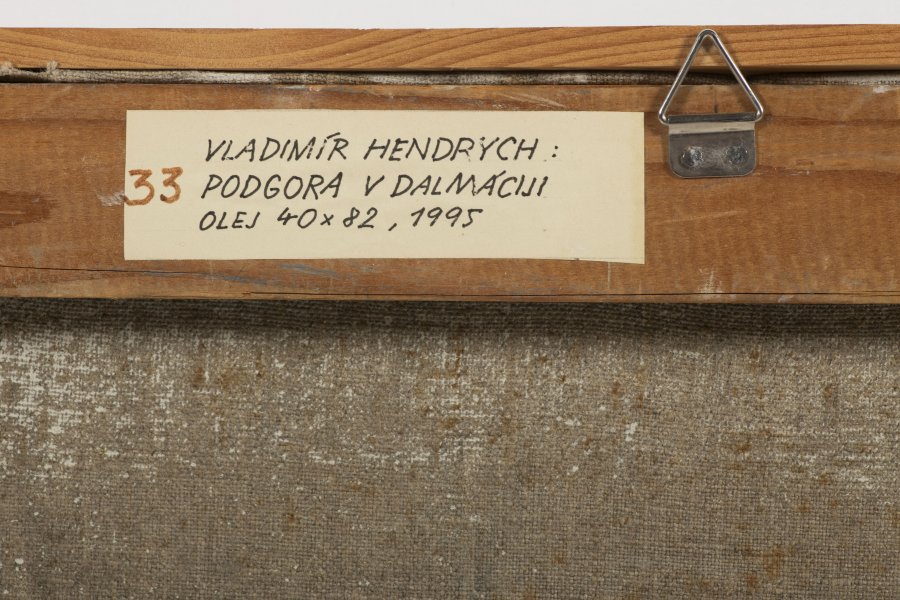 VLADIMÍR HENDRYCH :
33 PODGORA V DALMÁCIJI
OLEJ 40 x 82 , 1995